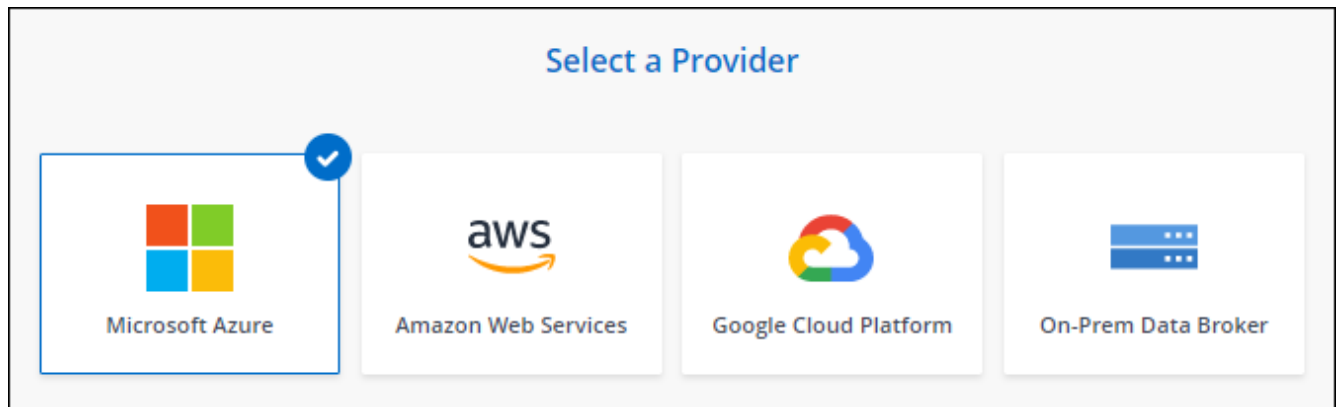 Select a Provider
aws
Microsoft Azure
Amazon Web Services
Google Cloud Platform
On-Prem Data Broker